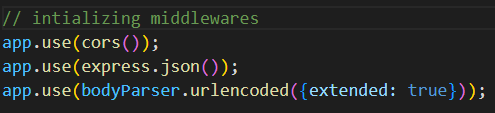 // intializing middlewares
app.use(cors());
app.use(express.json());
app.use(bodyParser.urlencoded({extended: true}));